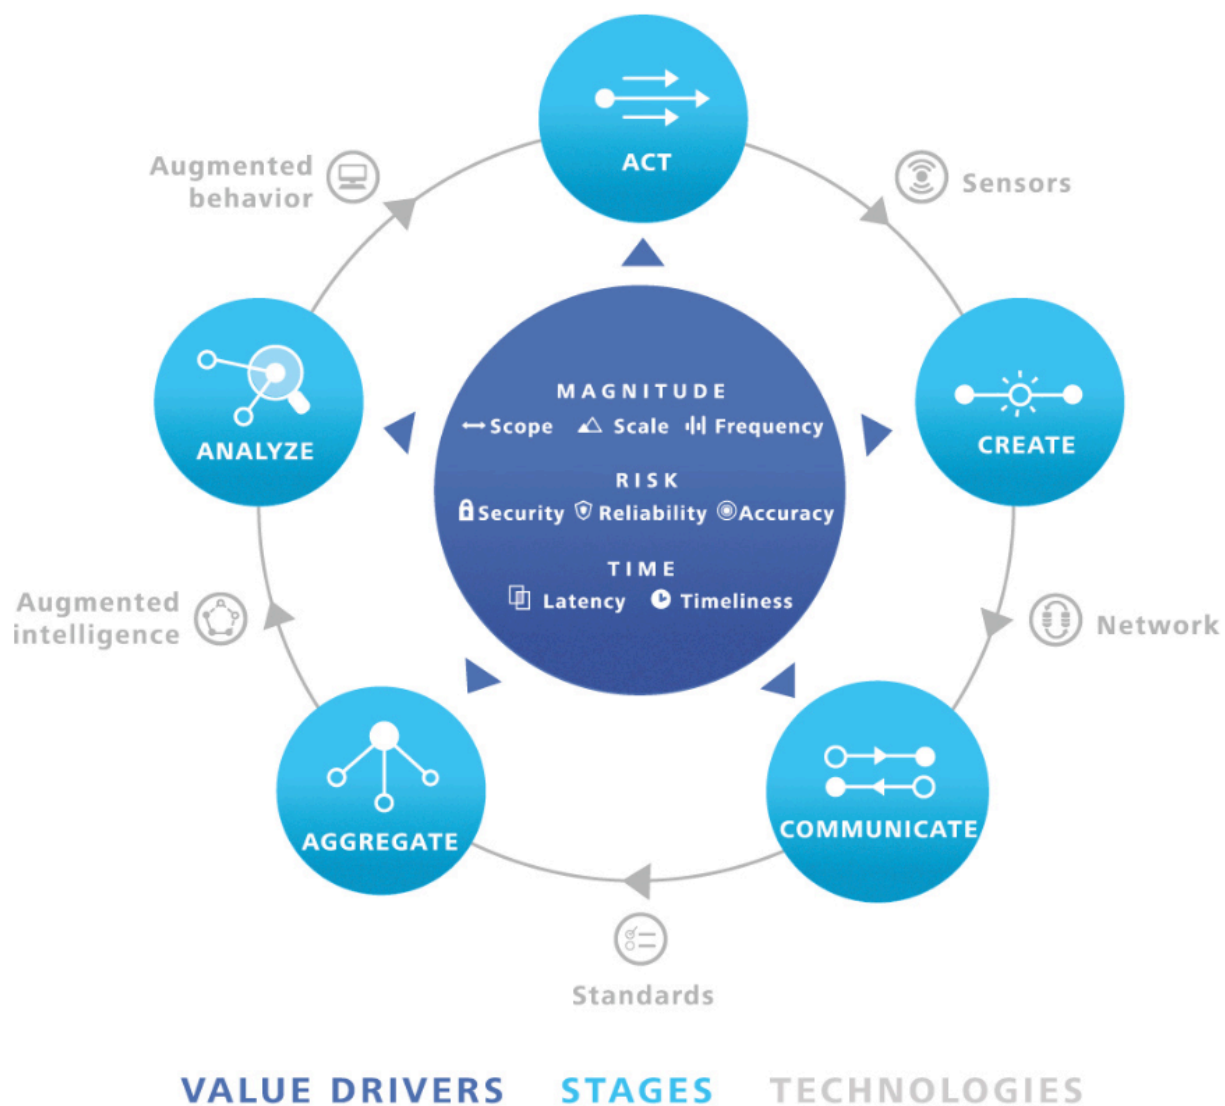 ACT
Augmented
behavior
Sensors
ANALYZE
CREATE
MAGNITUDE
Scope Scale Frequency
RISK
Security Reliability Accuracy
TIME
Latency Timeliness
Augmented
intelligence
Network
AGGREGATE
COMMUNICATE
Standards
VALUE DRIVERS STAGES TECHNOLOGIES